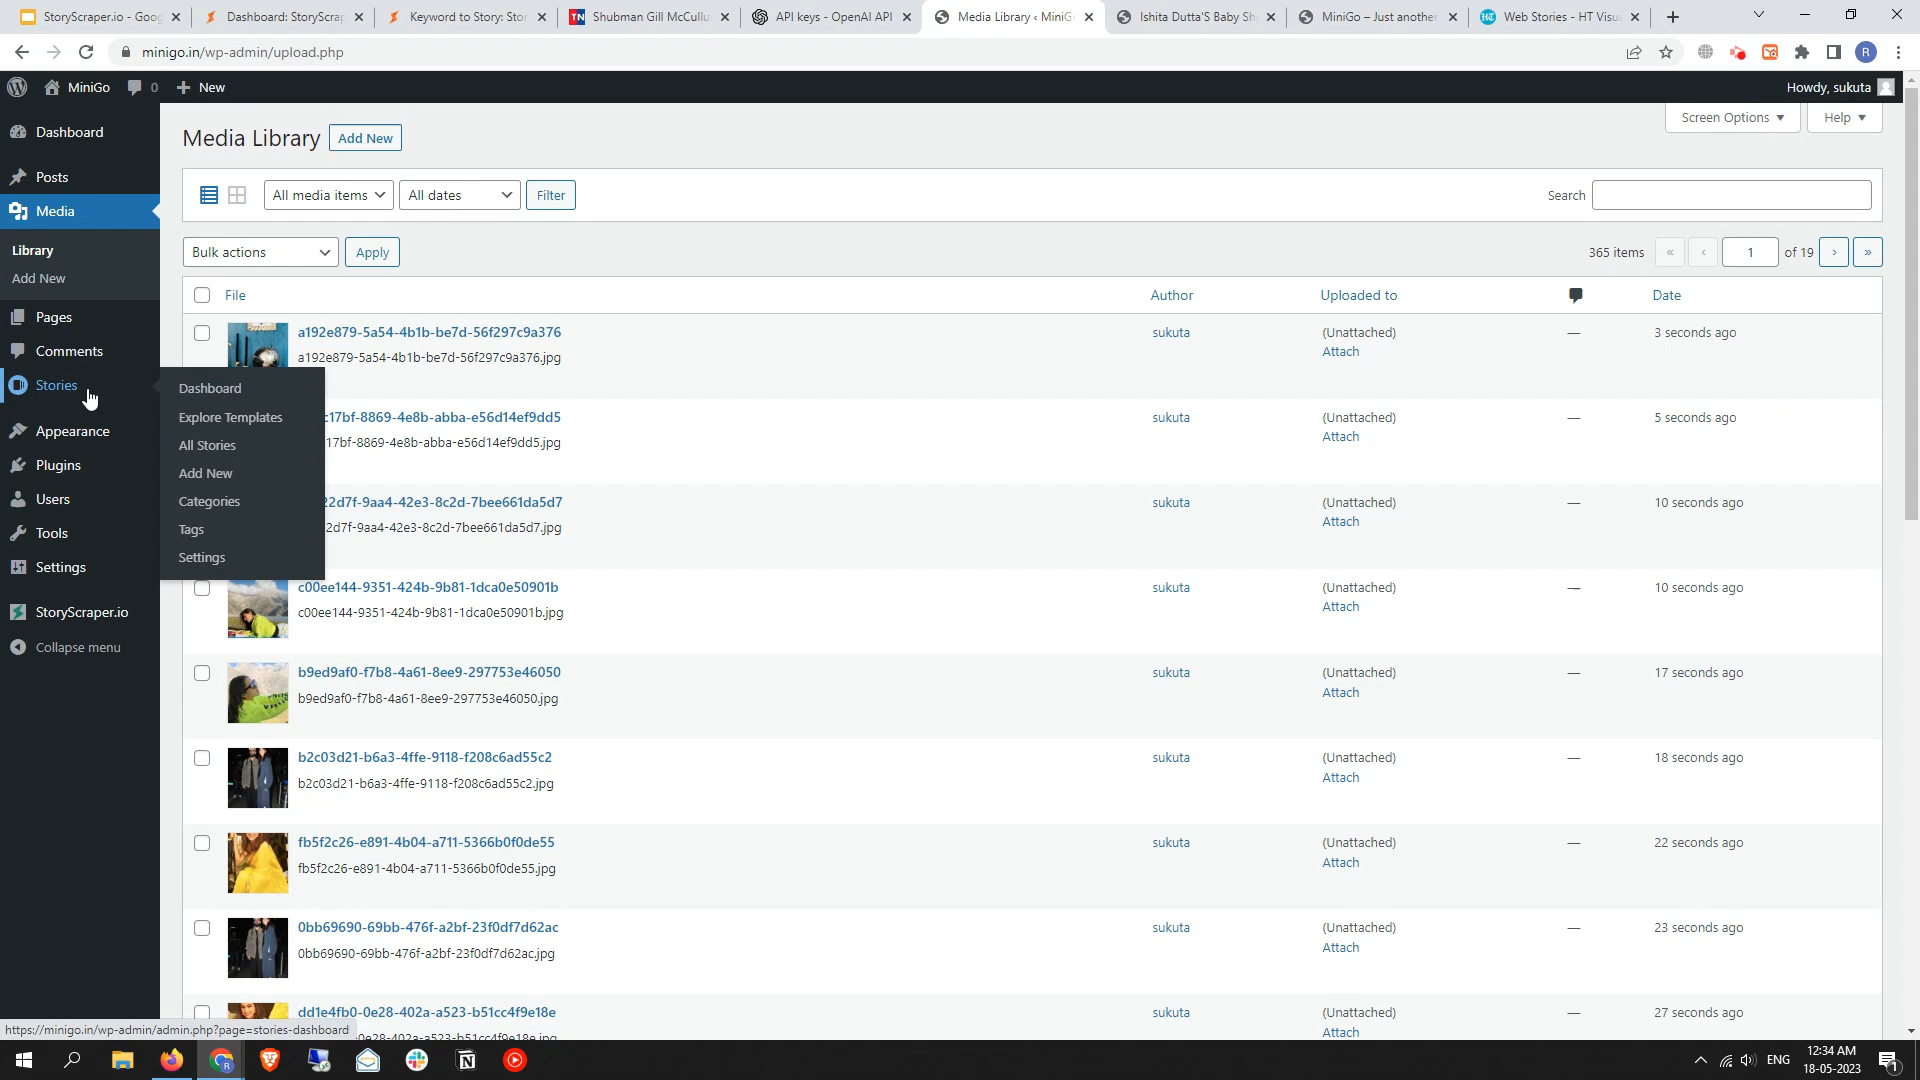 StoryScraper.io - Goog
Dashboard: StoryScrap
Keyword to Story: Stor
Shubman Gill McCullu
API keys - OpenAI API
Media Library ‹ MiniG
Ishita Dutta'S Baby Sh
MiniGo – Just another
Web Stories - HT Visu
minigo.in/wp-admin/upload.php
R
MiniGo
0
New
Howdy, sukuta
Dashboard
Posts
Media
Library
Add New
Pages
Comments
Stories
Appearance
Plugins
Users
Tools
Settings
StoryScraper.io
Collapse menu
Dashboard
Explore Templates
All Stories
Add New
Categories
Tags
Settings
Media Library
Add New
Screen Options
Help
All media items
All dates
Filter
Search
Bulk actions
Apply
365 items
« ‹ 1 of 19 › »
File Author Uploaded to Date
a192e879-5a54-4b1b-be7d-56f297c9a376 sukuta (Unattached) — 3 seconds ago
a192e879-5a54-4b1b-be7d-56f297c9a376.jpg Attach
c17bf-8869-4e8b-abba-e56d14ef9dd5 sukuta (Unattached) — 5 seconds ago
17bf-8869-4e8b-abba-e56d14ef9dd5.jpg Attach
22d7f-9aa4-42e3-8c2d-7bee661da5d7 sukuta (Unattached) — 10 seconds ago
2d7f-9aa4-42e3-8c2d-7bee661da5d7.jpg Attach
c00ee144-9351-424b-9b81-1dca0e50901b sukuta (Unattached) — 10 seconds ago
c00ee144-9351-424b-9b81-1dca0e50901b.jpg Attach
b9ed9af0-f7b8-4a61-8ee9-297753e46050 sukuta (Unattached) — 17 seconds ago
b9ed9af0-f7b8-4a61-8ee9-297753e46050.jpg Attach
b2c03d21-b6a3-4ffe-9118-f208c6ad55c2 sukuta (Unattached) — 18 seconds ago
b2c03d21-b6a3-4ffe-9118-f208c6ad55c2.jpg Attach
fb5f2c26-e891-4b04-a711-5366b0f0de55 sukuta (Unattached) — 22 seconds ago
fb5f2c26-e891-4b04-a711-5366b0f0de55.jpg Attach
0bb69690-69bb-476f-a2bf-23f0df7d62ac sukuta (Unattached) — 23 seconds ago
0bb69690-69bb-476f-a2bf-23f0df7d62ac.jpg Attach
dd1e4fb0-0e28-402a-a523-b51cc4f9e18e sukuta (Unattached) — 27 seconds ago
0e28-402a-a523-b51cc4f9e18e.jpg Attach
https://minigo.in/wp-admin/admin.php?page=stories-dashboard
ENG
12:34 AM
18-05-2023
1